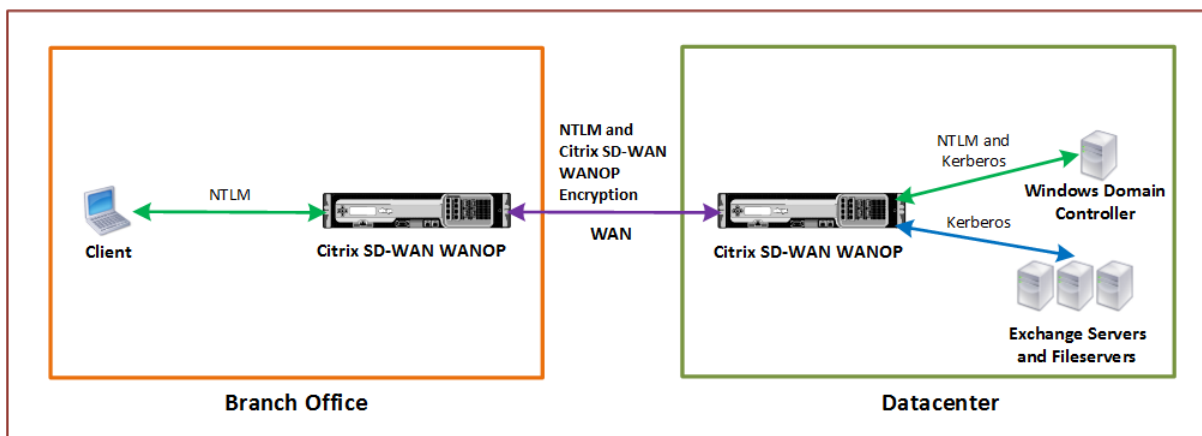 NTLM
Client
Citrix SD-WAN WANOP
Branch Office
NTLM and
Citrix SD-WAN
WANOP
Encryption
WAN
Citrix SD-WAN WANOP
NTLM and
Kerberos
Windows Domain
Controller
Kerberos
Exchange Servers
and Fileservers
Datacenter